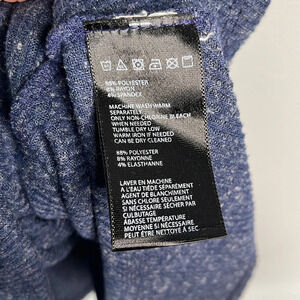 88% POLYESTER
8% RAYON
4% SPANDEX
MACHINE WASH WARM
SEPARATELY
ONLY NON-CHLORINE BLEACH
WHEN NEEDED
TUMBLE DRY LOW
WARM IRON IF NEEDED
CAN BE DRY CLEANED
88% POLYESTER
8% RAYONNE
4% ELASTHANNE
LAVER EN MACHINE
A L'EAU TIÈDE SÉPARÉMENT
AGENT DE BLANCHIMENT
SANS CHLORE SEULEMENT
SI NÉCESSAIRE SÉCHER PAR
CULBUTAGE
ÀBASSE TEMPÉRATURE
MOYENNE SI NÉCESSAIRE
PEUT ÊTRE NETTOYÉ À SEC